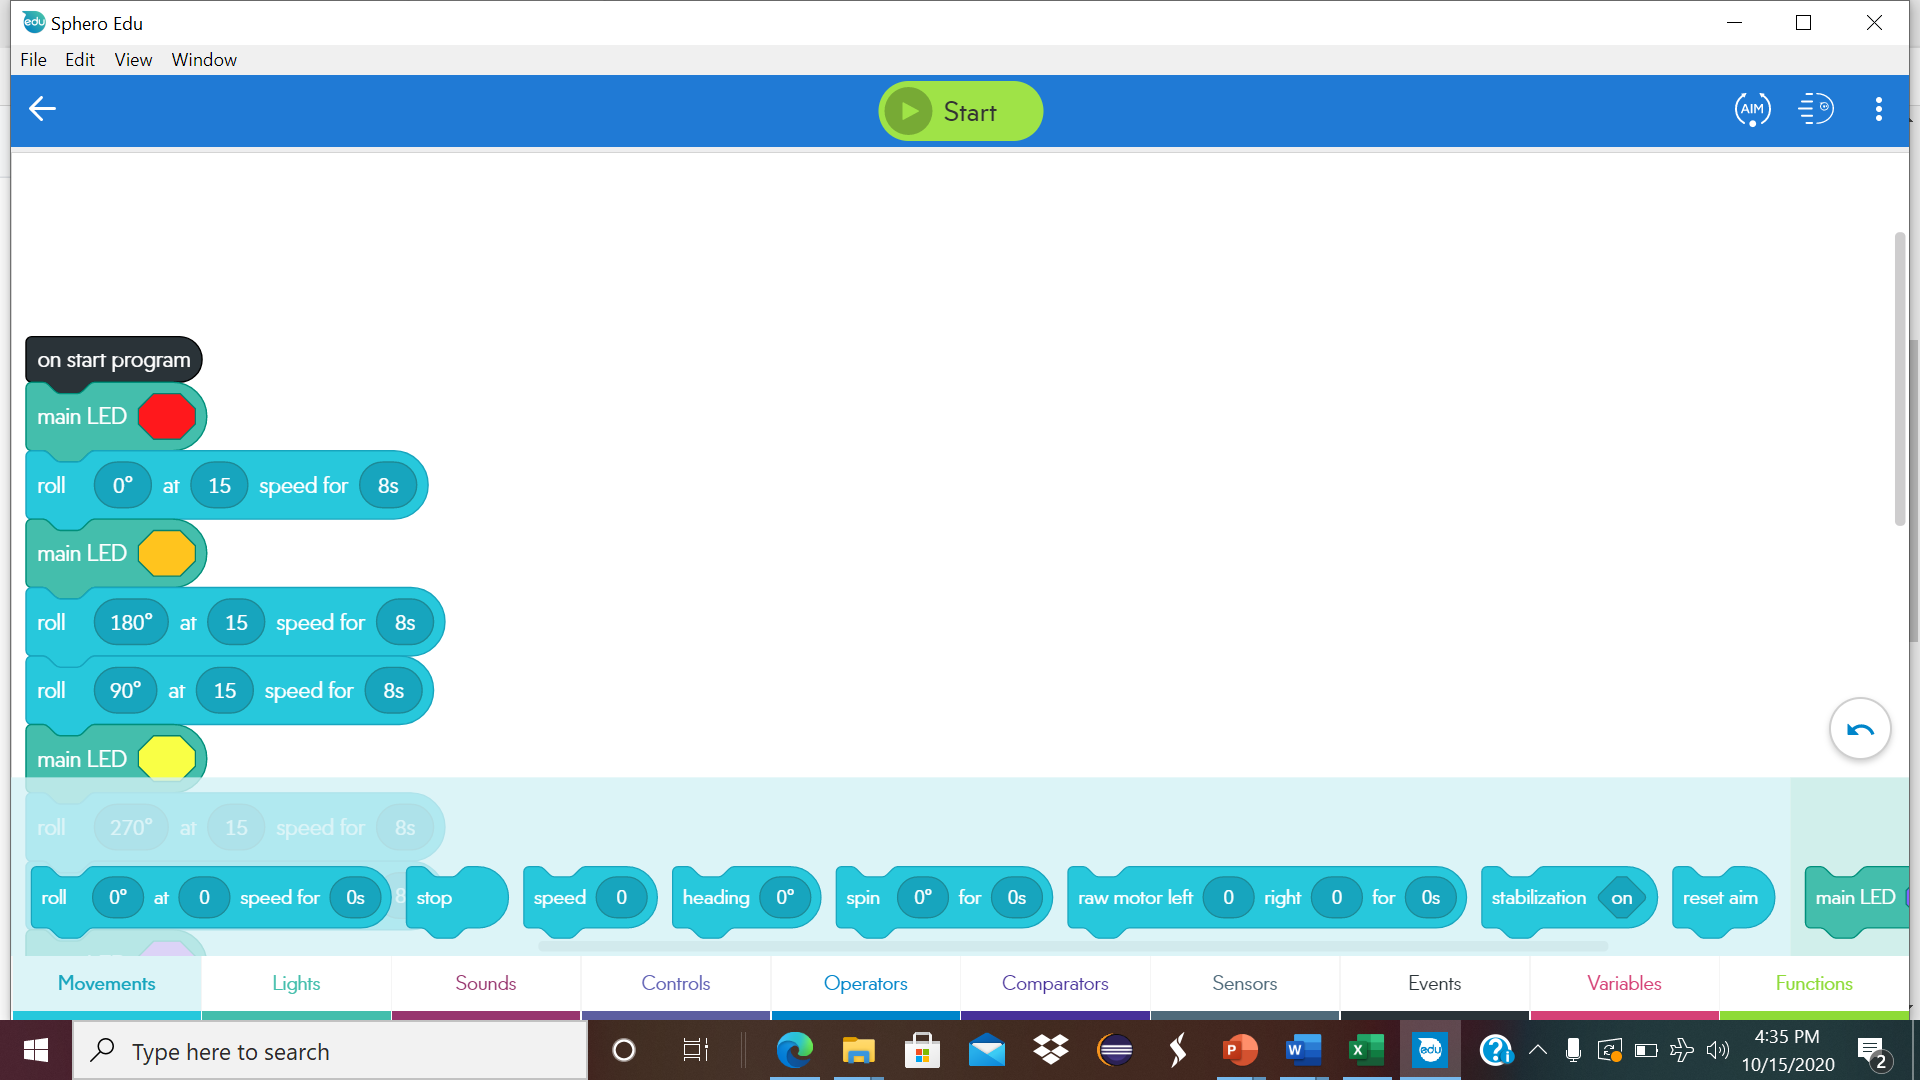 edu Sphero Edu
File Edit View Window
Start
AIM
on start program
main LED
roll 0° at 15 speed for 8s
main LED
roll 180° at 15 speed for 8s
roll 90° at 15 speed for 8s
main LED
roll 270° at 15 speed for 8s
roll 0° at 0 speed for 0s 8 stop speed 0 heading 0° spin 0° for 0s raw motor left 0 right 0 for 0s stabilization on reset aim main LED
Movements Lights Sounds Controls Operators Comparators Sensors Events Variables Functions
Type here to search
P W X edu
4:35 PM
10/15/2020
2